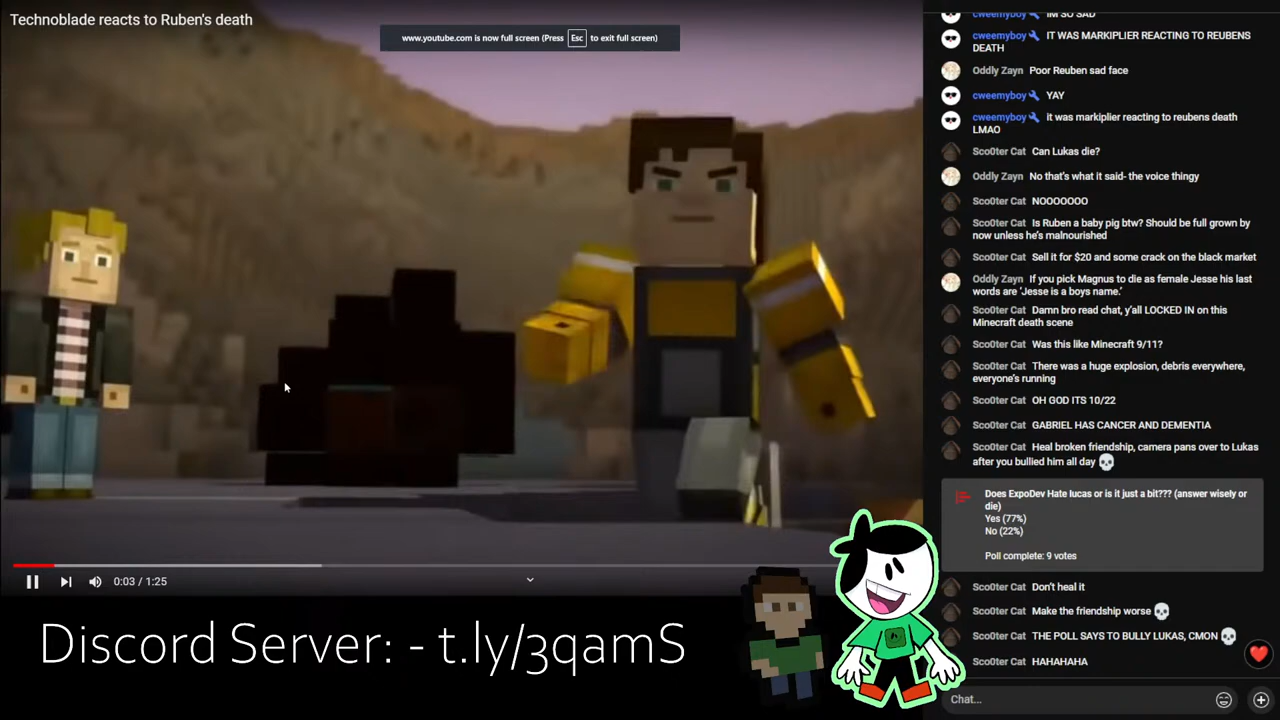 Technoblade reacts to Ruben's death
www.youtube.com is now full screen (Press Esc to exit full screen)
0:03 / 1:25
Discord Server: - t.ly/3qamS
cweemyboy IM SO SAD
cweemyboy IT WAS MARKIPLIER REACTING TO REUBENS
DEATH
Oddly Zayn Poor Reuben sad face
cweemyboy YAY
cweemyboy it was markiplier reacting to reubens death
LMAO
Sco0ter Cat Can Lukas die?
Oddly Zayn No that's what it said- the voice thingy
Sco0ter Cat NOOOOOOO
Sco0ter Cat Is Ruben a baby pig btw? Should be full grown by
now unless he's malnourished
Sco0ter Cat Sell it for $20 and some crack on the black market
Oddly Zayn If you pick Magnus to die as female Jesse his last
words are 'Jesse is a boys name.'
Sco0ter Cat Damn bro read chat, y'all LOCKED IN on this
Minecraft death scene
Sco0ter Cat Was this like Minecraft 9/11?
Sco0ter Cat There was a huge explosion, debris everywhere,
everyone's running
Sco0ter Cat OH GOD ITS 10/22
Sco0ter Cat GABRIEL HAS CANCER AND DEMENTIA
Sco0ter Cat Heal broken friendship, camera pans over to Lukas
after you bullied him all day 💀
Does ExpoDev Hate lucas or is it just a bit??? (answer wisely or
die)
Yes (77%)
No (22%)
Poll complete: 9 votes
Sco0ter Cat Don't heal it
Sco0ter Cat Make the friendship worse 💀
Sco0ter Cat THE POLL SAYS TO BULLY LUKAS, CMON 💀
Sco0ter Cat HAHAHAHA
Chat...